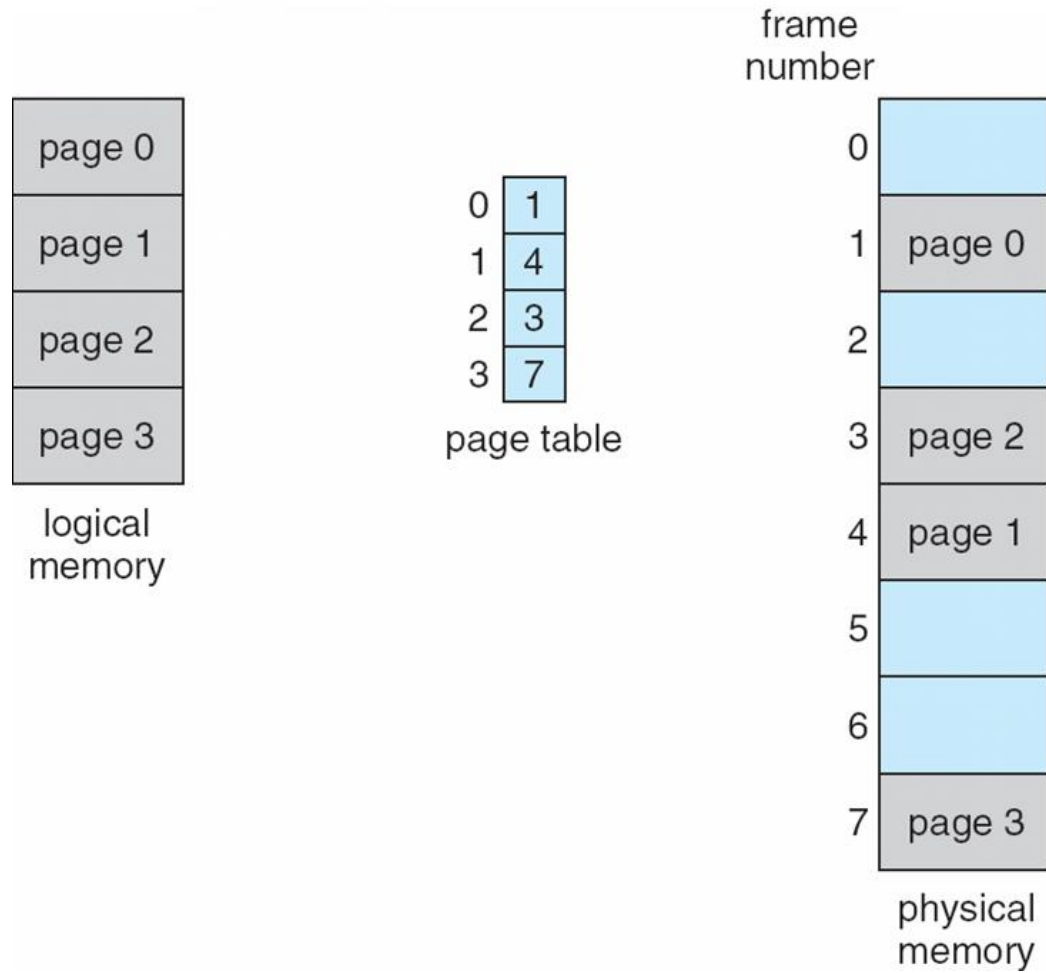 page 0
page 1
page 2
page 3
logical
memory
0 1
1 4
2 3
3 7
page table
frame
number
0
1 page 0
2
3 page 2
4 page 1
5
6
7 page 3
physical
memory